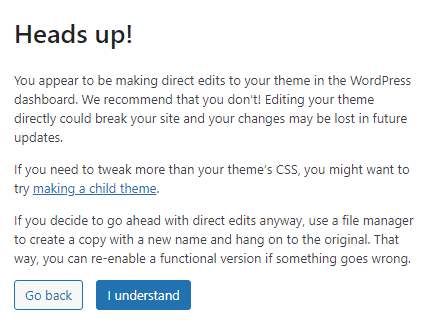 Heads up!
You appear to be making direct edits to your theme in the WordPress
dashboard. We recommend that you don't! Editing your theme
directly could break your site and your changes may be lost in future
updates.
If you need to tweak more than your theme's CSS, you might want to
try making a child theme.
If you decide to go ahead with direct edits anyway, use a file manager
to create a copy with a new name and hang on to the original. That
way, you can re-enable a functional version if something goes wrong.
Go back
I understand